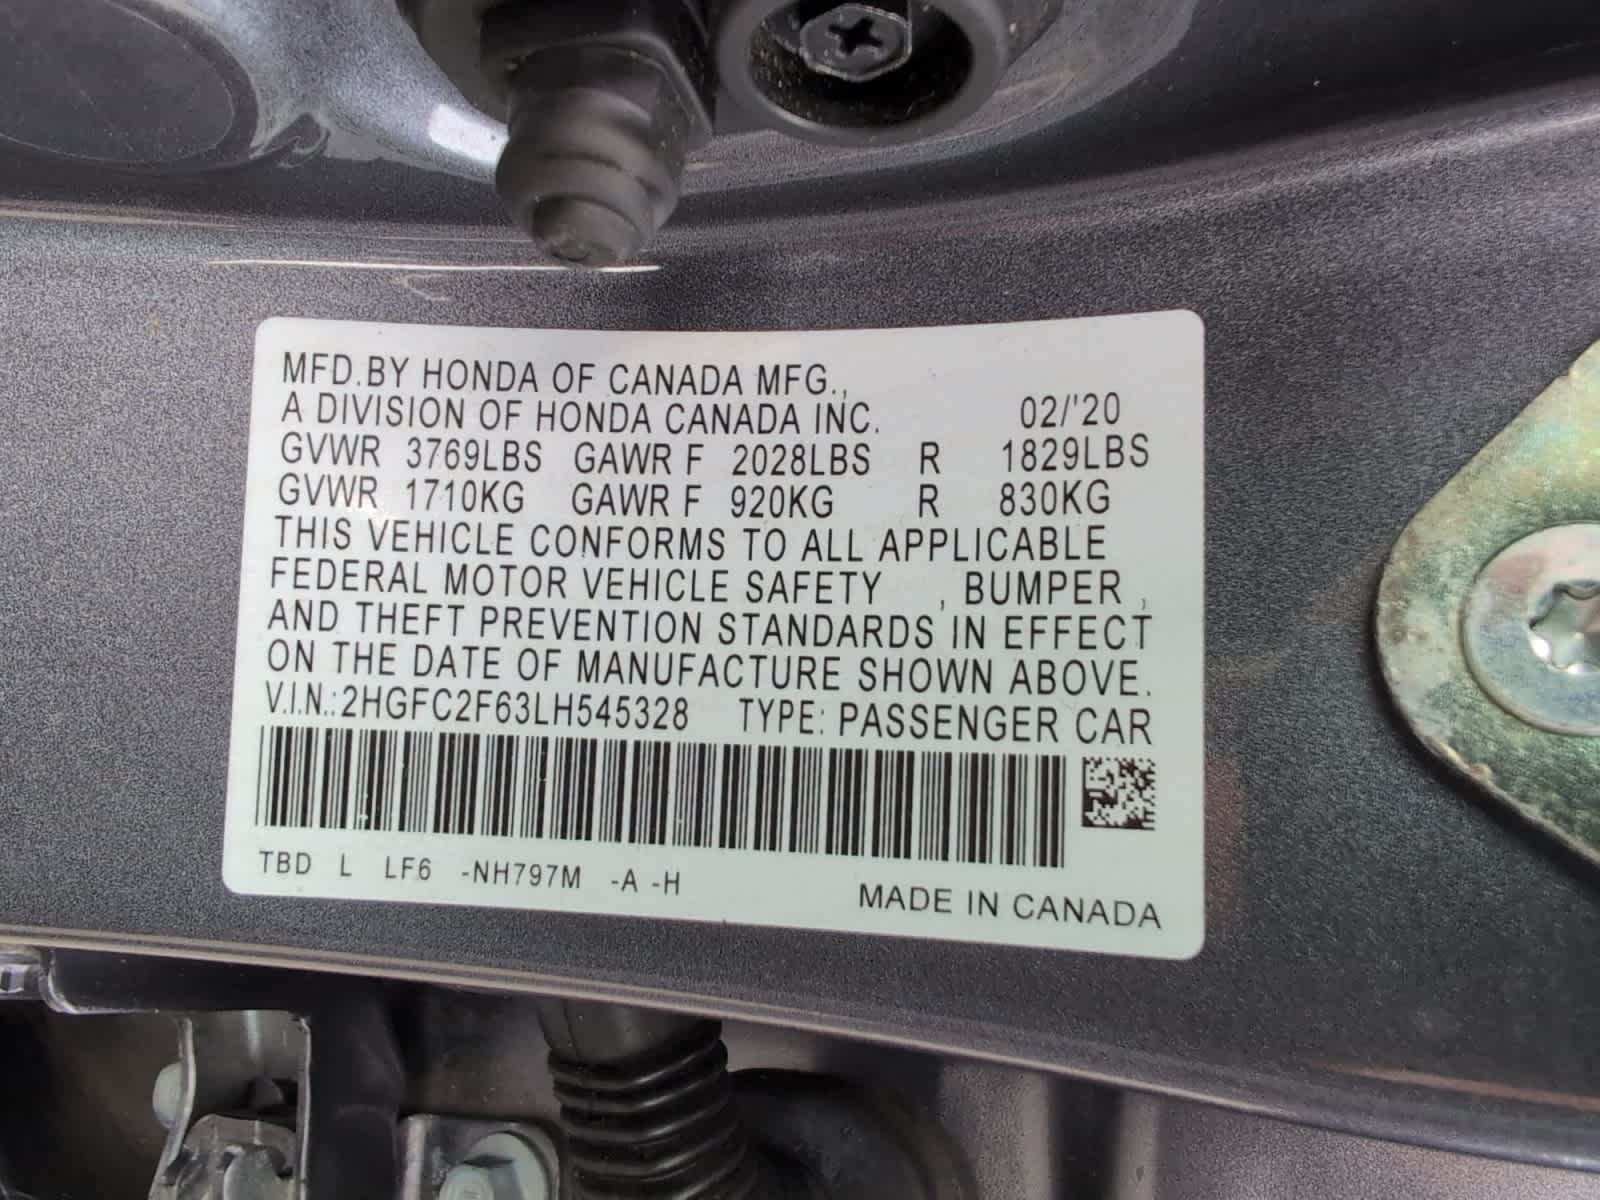 MFD.BY HONDA OF CANADA MFG.,
A DIVISION OF HONDA CANADA INC. 02/'20
GVWR 3769LBS GAWR F 2028LBS R 1829LBS
GVWR 1710KG GAWR F 920KG R 830KG
THIS VEHICLE CONFORMS TO ALL APPLICABLE
FEDERAL MOTOR VEHICLE SAFETY , BUMPER ,
AND THEFT PREVENTION STANDARDS IN EFFECT
ON THE DATE OF MANUFACTURE SHOWN ABOVE.
V.I.N.:2HGFC2F63LH545328 TYPE: PASSENGER CAR
TBD L LF6 -NH797M -A -H
MADE IN CANADA